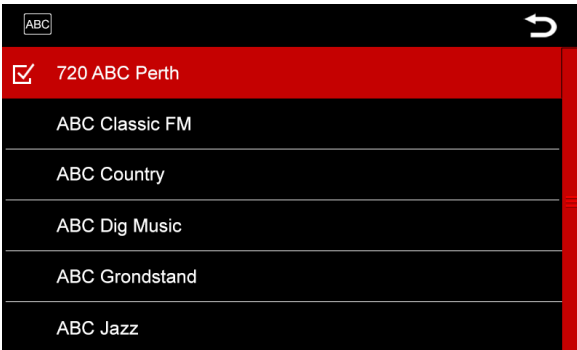 ABC
720 ABC Perth
ABC Classic FM
ABC Country
ABC Dig Music
ABC Grondstand
ABC Jazz